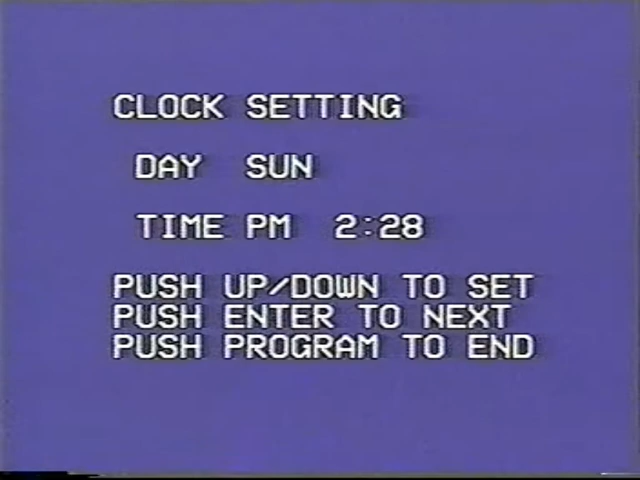 CLOCK SETTING
DAY SUN
TIME PM 2:28
PUSH UP/DOWN TO SET
PUSH ENTER TO NEXT
PUSH PROGRAM TO END